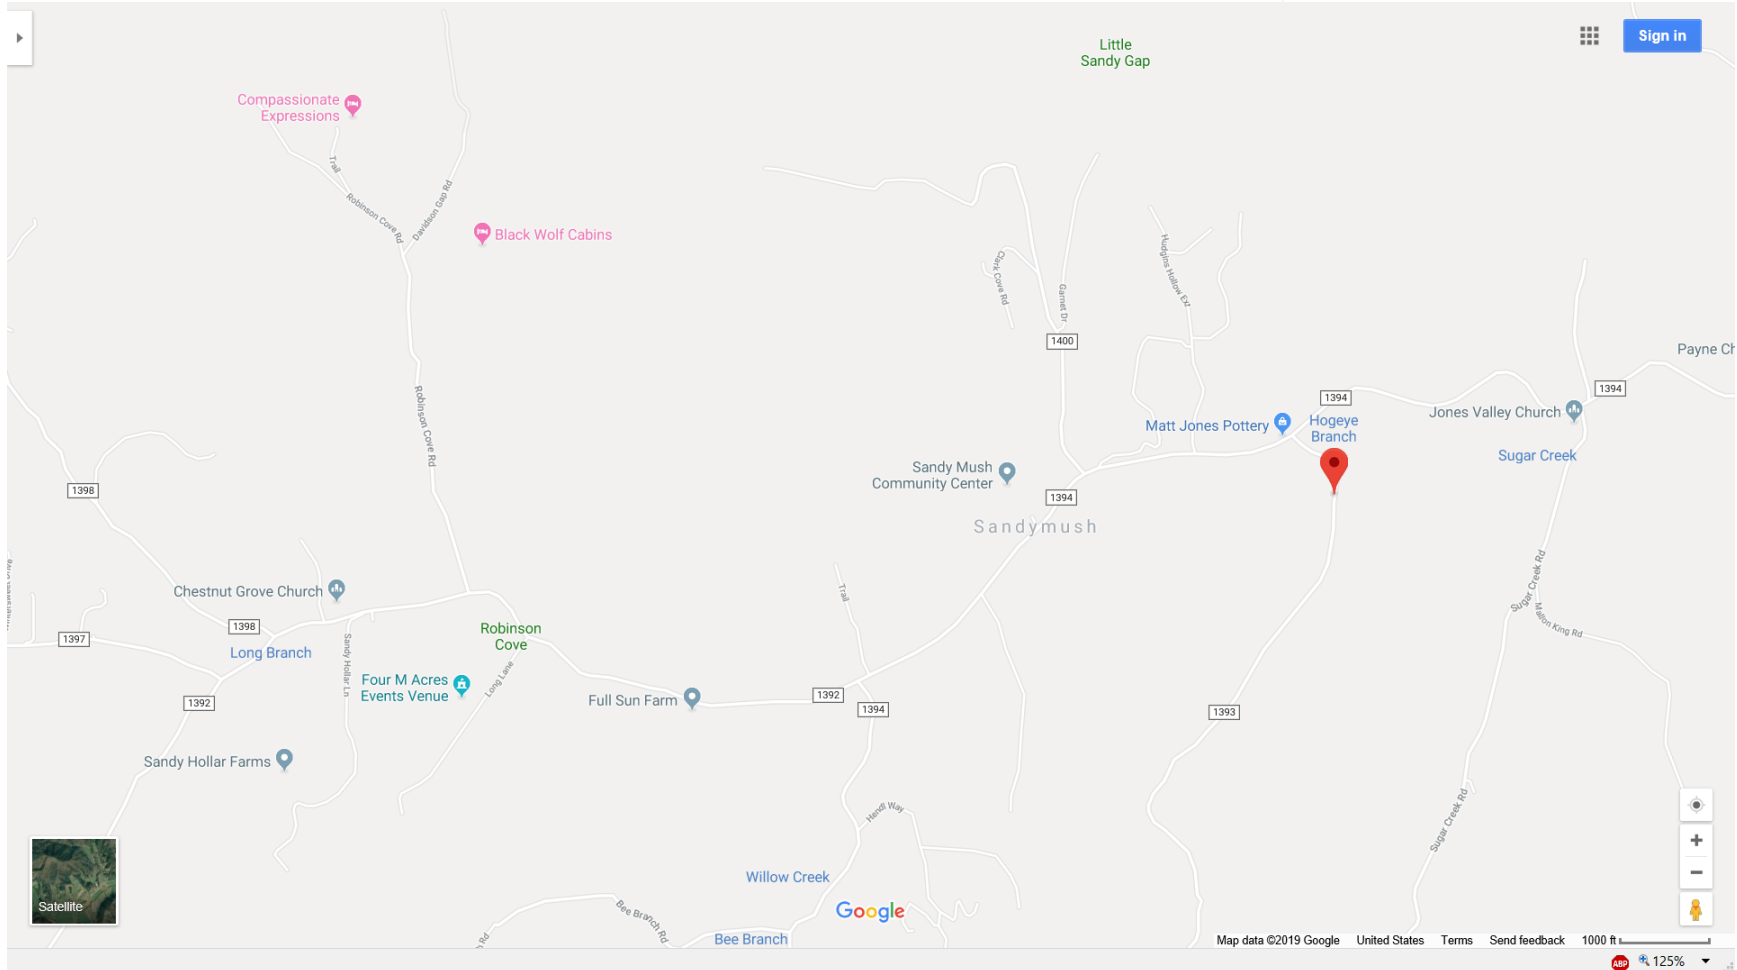 Little
Sandy Gap
Sign in
Compassionate
Expressions
Trail
Robinson Cove Rd
Davidson Gap Rd
Black Wolf Cabins
Hudgins Hollow Ext
Clark Cove Rd
Garnet Dr
1400
Payne Ch
1394
1394
Robinson Cove Rd
Matt Jones Pottery
Hogeye
Branch
Jones Valley Church
Sugar Creek
Sandy Mush
Community Center
1398
1394
Sandymush
Chestnut Grove Church
Trail
Sugar Creek Rd
Mallon King Rd
1398
1397
Robinson
Cove
Long Branch
Sandy Hollar Ln
Long Lane
Four M Acres
Events Venue
Full Sun Farm
1392
1392
1394
1393
Sandy Hollar Farms
Hendl Way
Sugar Creek Rd
Willow Creek
Satellite
Bee Branch Rd
Google
Rd
Bee Branch
Map data ©2019 Google United States Terms Send feedback 1000 ft
ABP 125%